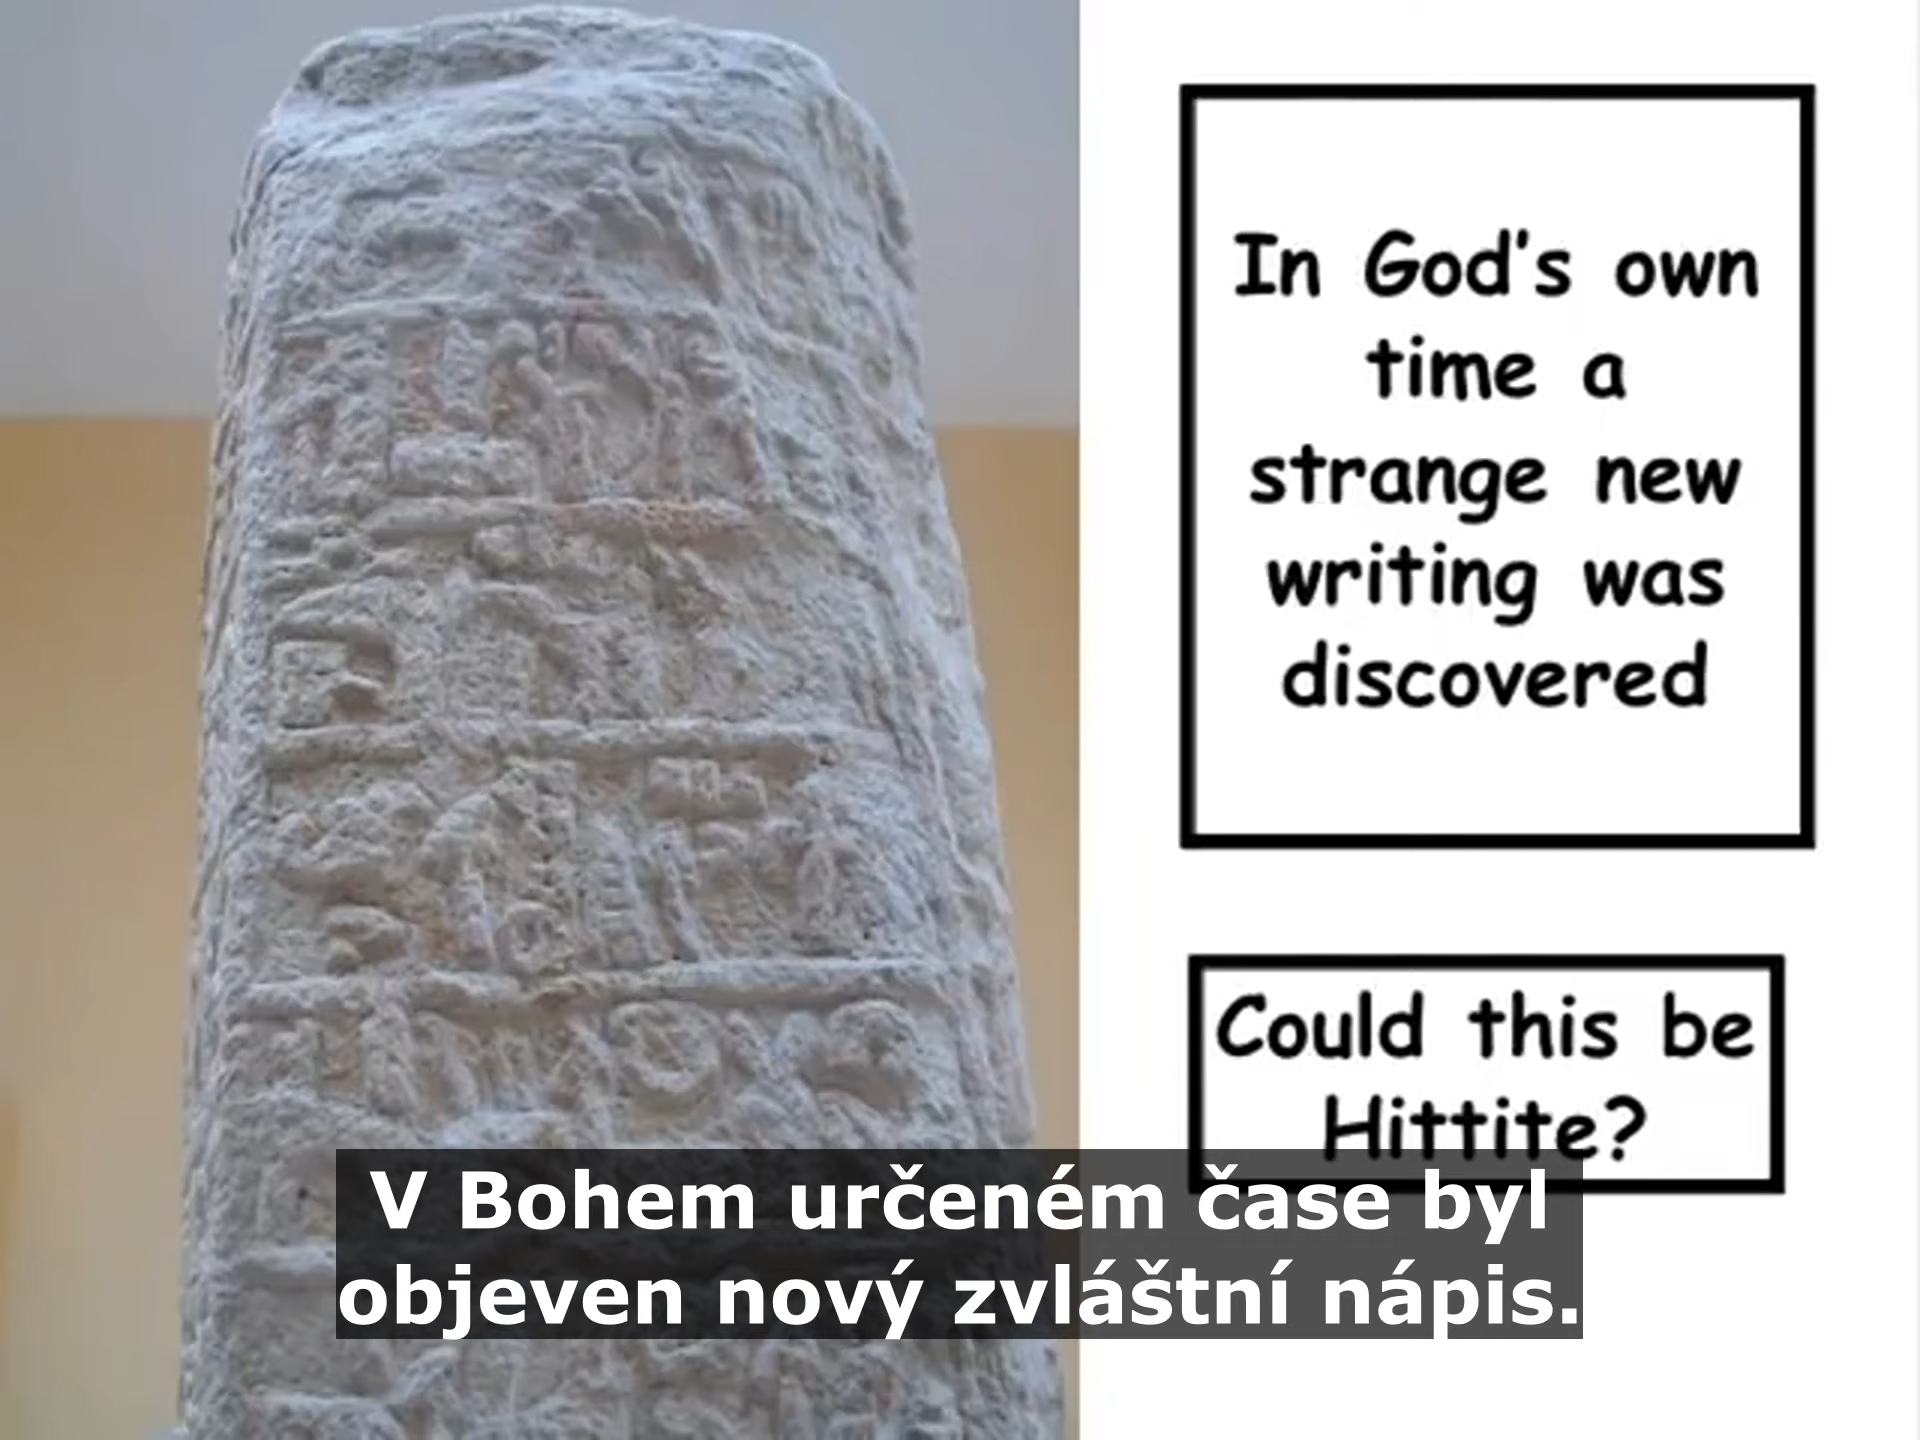 In God's own
time a
strange new
writing was
discovered
Could this be
Hittite?
V Bohem určeném čase byl
objeven nový zvláštní nápis.